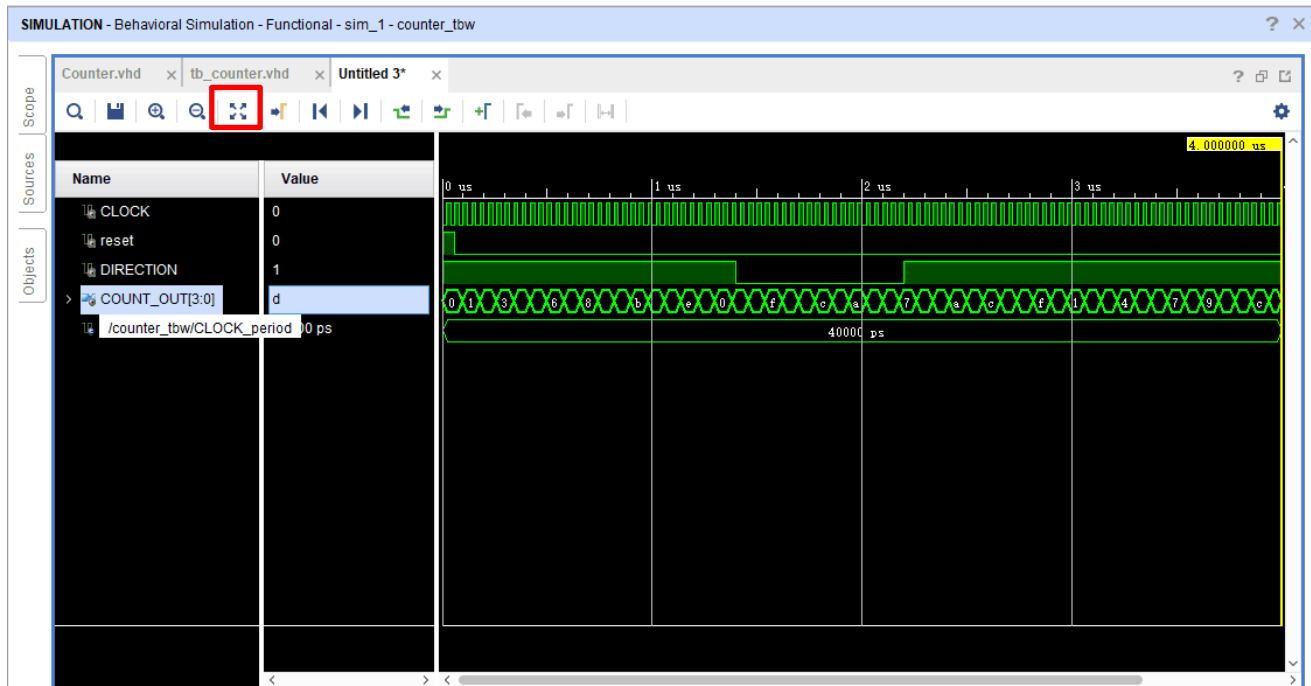 SIMULATION - Behavioral Simulation - Functional - sim_1 - counter_tbw ? ×
Scope
Sources
Objects
Counter.vhd × tb_counter.vhd × Untitled 3* × ?
4.000000 us
Name Value
0 us 1 us 2 us 3 us
CLOCK 0
reset 0
DIRECTION 1
> COUNT_OUT[3:0] d 0 1 3 6 8 b e 0 f c a 7 a c f 1 4 7 9 c
/counter_tbw/CLOCK_period 00 ps 40000 ps